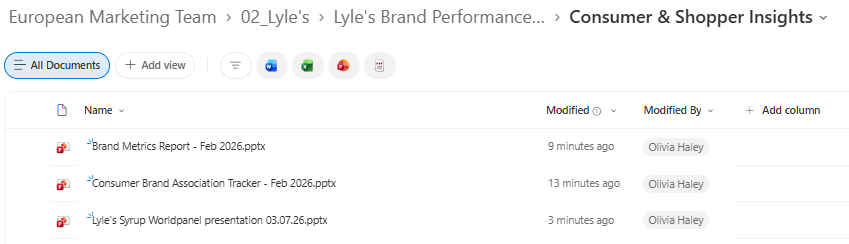 European Marketing Team > 02_Lyle's > Lyle's Brand Performance... > Consumer & Shopper Insights
All Documents Add view
Name Modified Modified By Add column
Brand Metrics Report - Feb 2026.pptx 9 minutes ago Olivia Haley
Consumer Brand Association Tracker - Feb 2026.pptx 13 minutes ago Olivia Haley
Lyle's Syrup Worldpanel presentation 03.07.26.pptx 3 minutes ago Olivia Haley